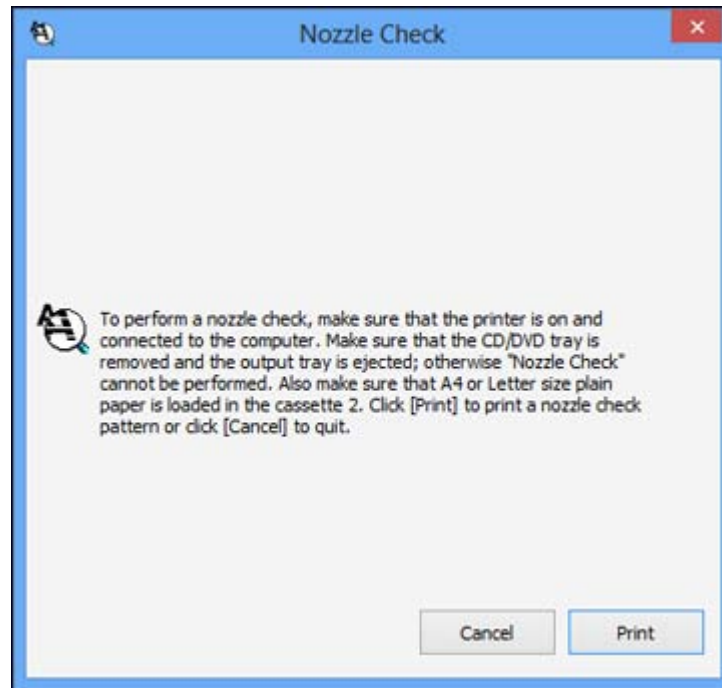 Nozzle Check
To perform a nozzle check, make sure that the printer is on and
connected to the computer. Make sure that the CD/DVD tray is
removed and the output tray is ejected; otherwise "Nozzle Check"
cannot be performed. Also make sure that A4 or Letter size plain
paper is loaded in the cassette 2. Click [Print] to print a nozzle check
pattern or click [Cancel] to quit.
Cancel Print